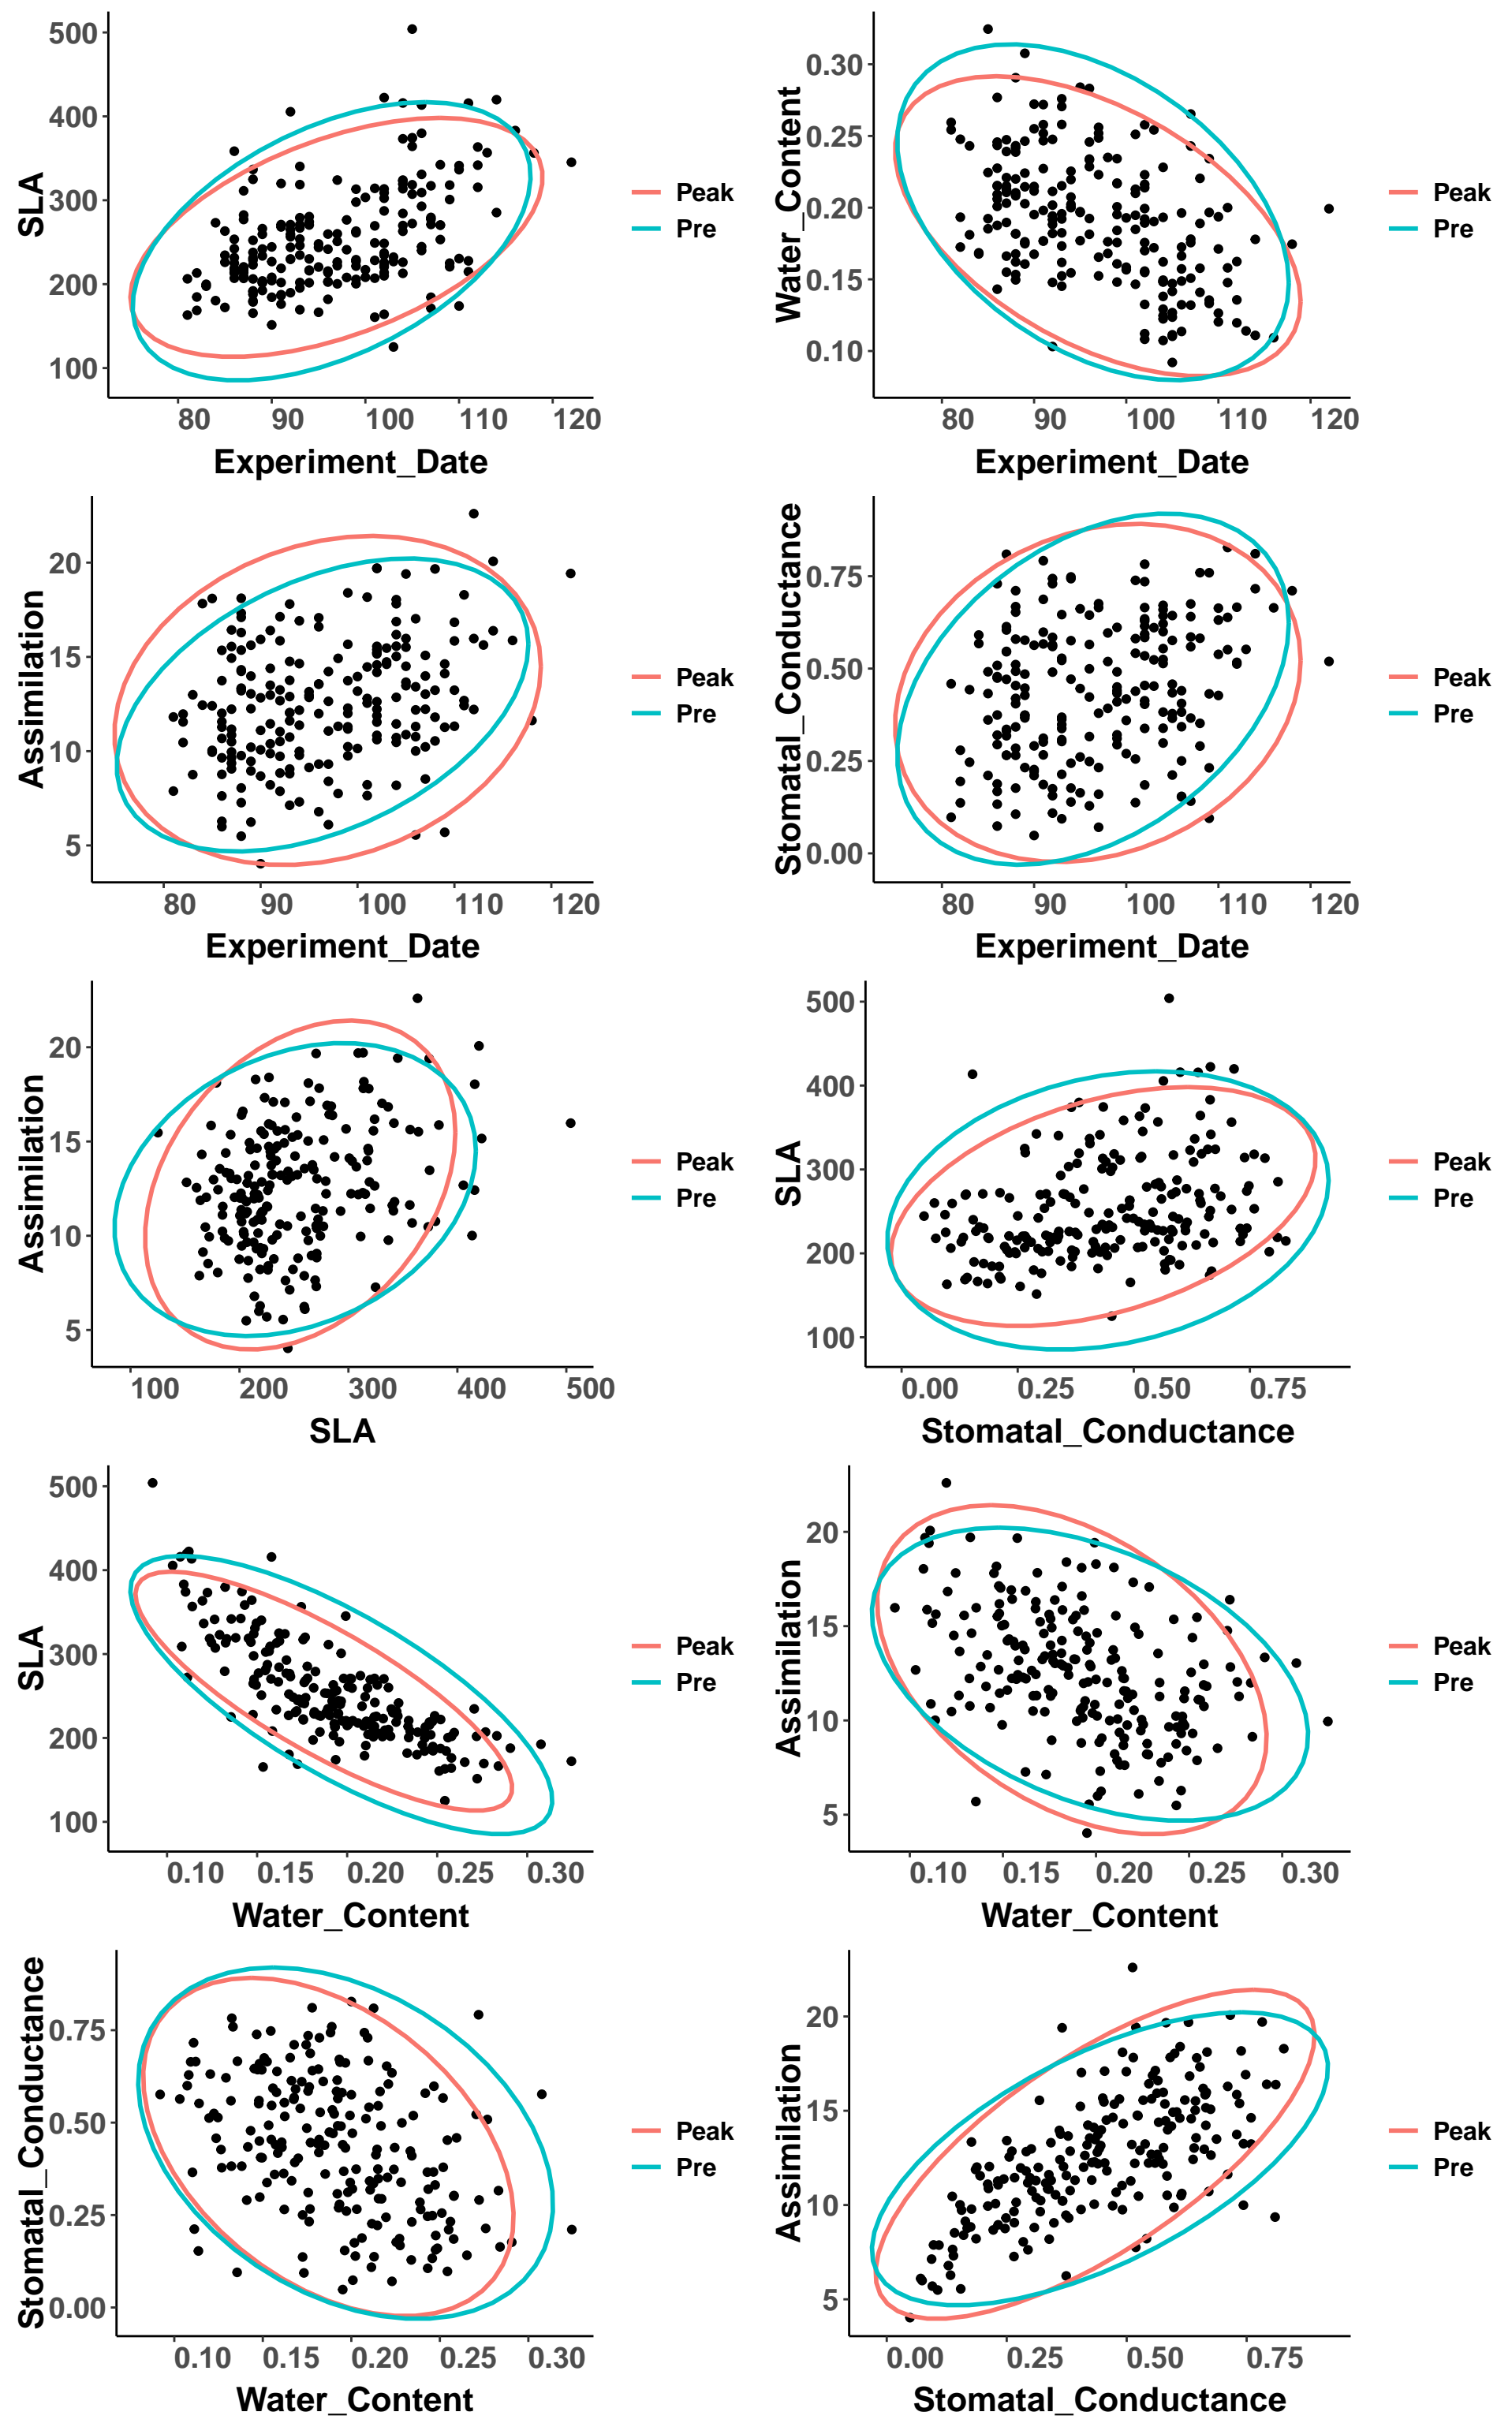 500
400
300
200
100
SLA
80 90 100 110 120
Experiment_Date
Peak
Pre
0.30
0.25
0.20
0.15
0.10
Water_Content
80 90 100 110 120
Experiment_Date
Peak
Pre
20
15
10
5
Assimilation
80 90 100 110 120
Experiment_Date
Peak
Pre
0.75
0.50
0.25
0.00
Stomatal_Conductance
80 90 100 110 120
Experiment_Date
Peak
Pre
20
15
10
5
Assimilation
100 200 300 400 500
SLA
Peak
Pre
500
400
300
200
100
SLA
0.00 0.25 0.50 0.75
Stomatal_Conductance
Peak
Pre
500
400
300
200
100
SLA
0.10 0.15 0.20 0.25 0.30
Water_Content
Peak
Pre
20
15
10
5
Assimilation
0.10 0.15 0.20 0.25 0.30
Water_Content
Peak
Pre
0.75
0.50
0.25
0.00
Stomatal_Conductance
0.10 0.15 0.20 0.25 0.30
Water_Content
Peak
Pre
20
15
10
5
Assimilation
0.00 0.25 0.50 0.75
Stomatal_Conductance
Peak
Pre